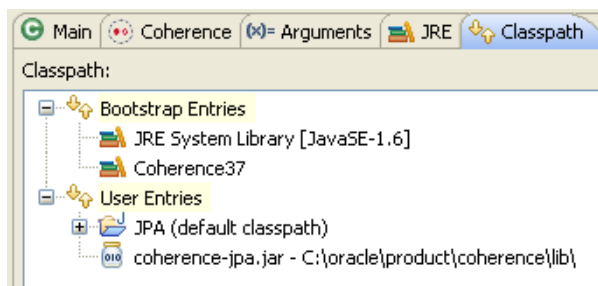 Main Coherence (x)= Arguments JRE Classpath
Classpath:
Bootstrap Entries
JRE System Library [JavaSE-1.6]
Coherence37
User Entries
JPA (default classpath)
coherence-jpa.jar - C:\oracle\product\coherence\lib\